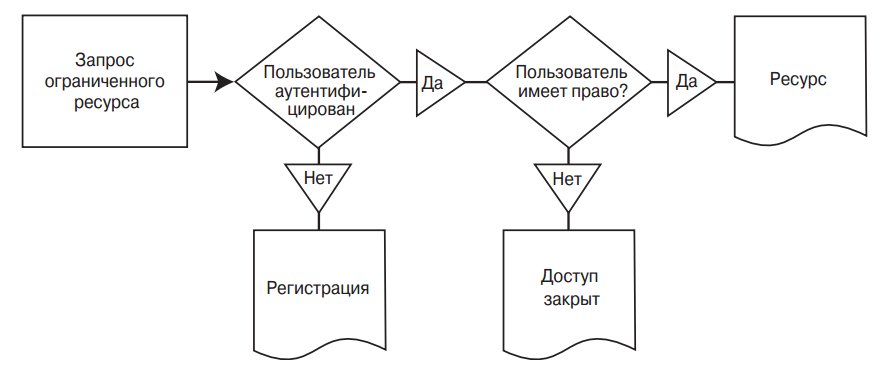 Запрос
ограниченного
ресурса
Пользователь
аутентифи-
цирован
Да
Пользователь
имеет право?
Да
Ресурс
Нет
Нет
Регистрация
Доступ
закрыт